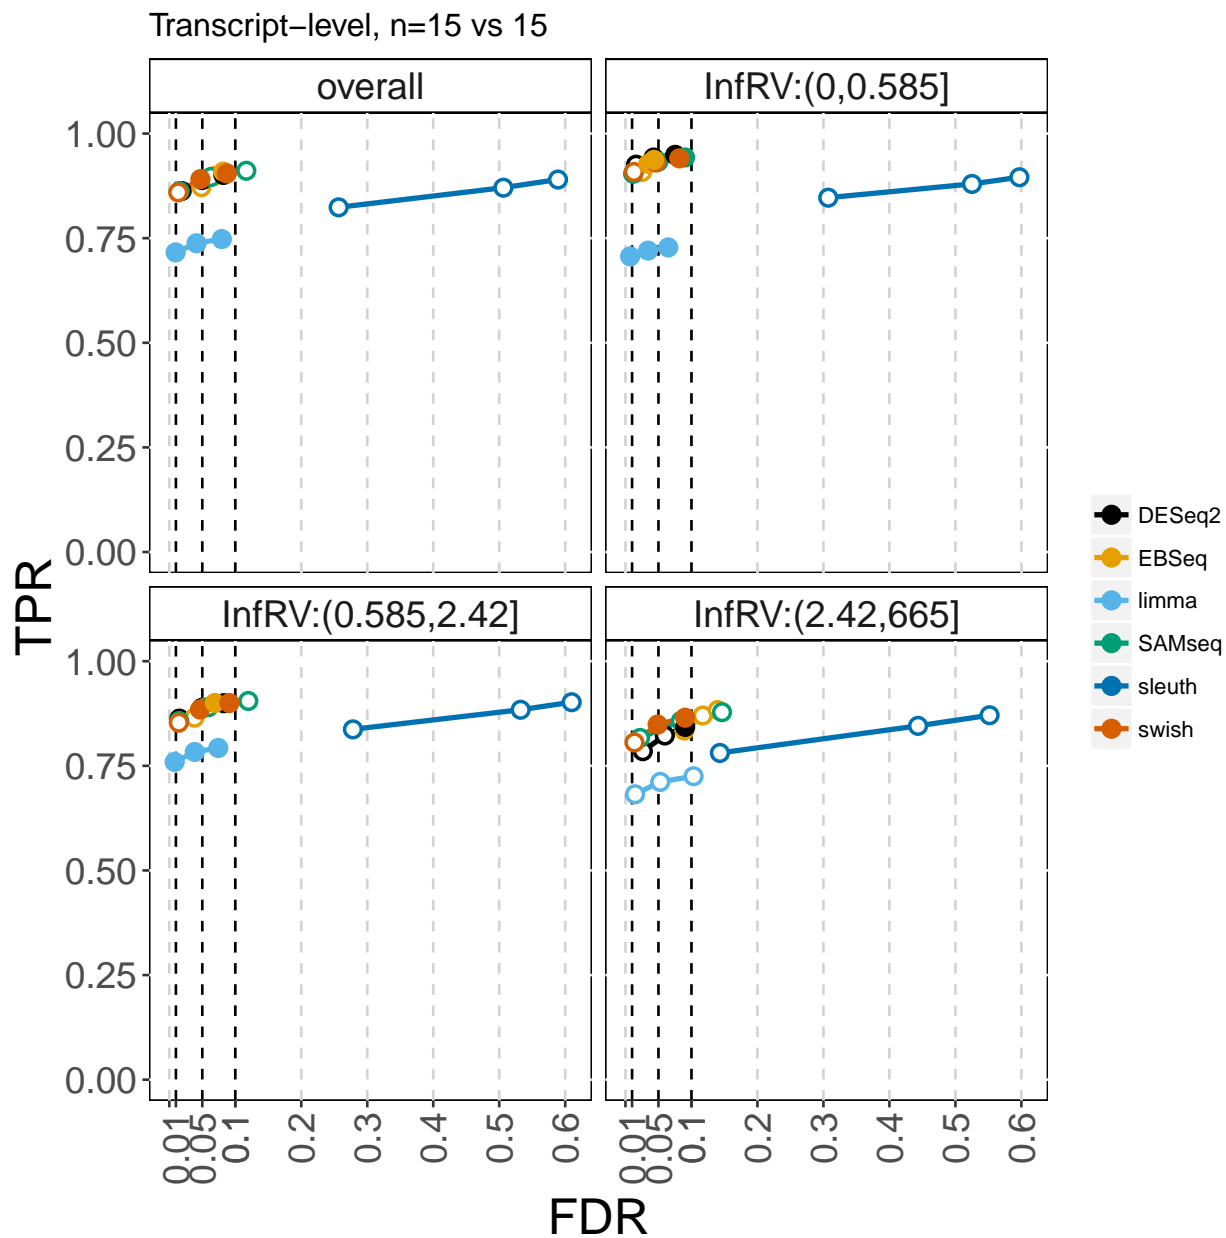 Transcript−level, n=15 vs 15
overall
InfRV:(0,0.585]
1.00
0.75
0.50
0.25
0.00
InfRV:(0.585,2.42]
InfRV:(2.42,665]
1.00
0.75
0.50
0.25
0.00
0.01
0.05
0.1
0.2
0.3
0.4
0.5
0.6
0.01
0.05
0.1
0.2
0.3
0.4
0.5
0.6
TPR
FDR
DESeq2
EBSeq
limma
SAMseq
sleuth
swish